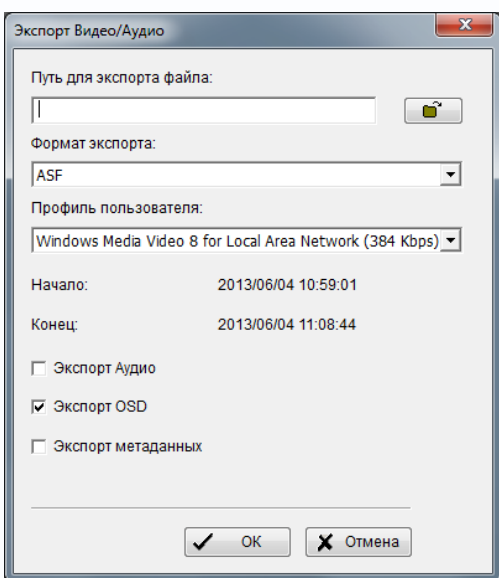 Экспорт Видео/Аудио
Путь для экспорта файла:
Формат экспорта:
ASF
Профиль пользователя:
Windows Media Video 8 for Local Area Network (384 Kbps)
Начало: 2013/06/04 10:59:01
Конец: 2013/06/04 11:08:44
Экспорт Аудио
Экспорт OSD
Экспорт метаданных
ОК Отмена